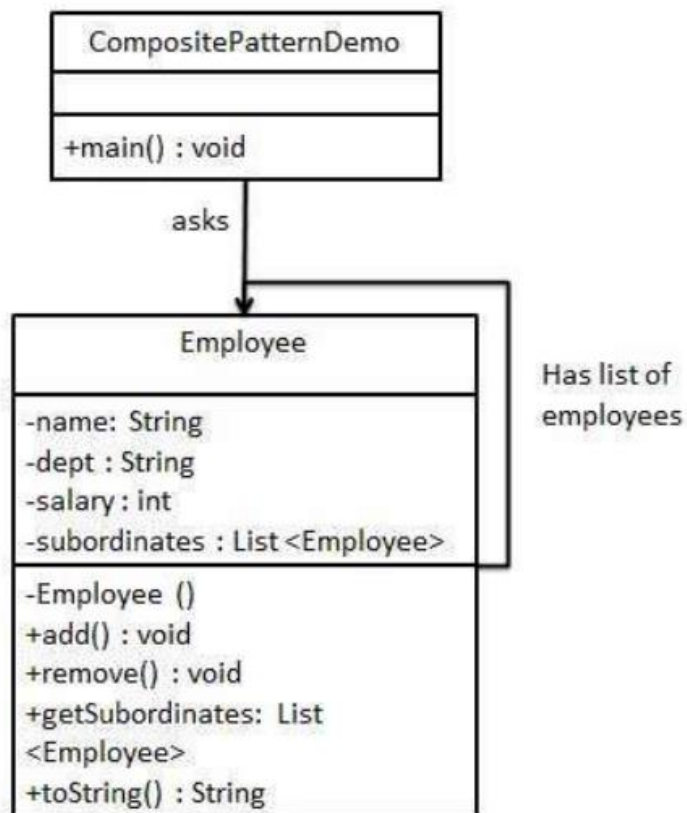 CompositePatternDemo
+main() : void
asks
Employee
Has list of
employees
-name: String
-dept : String
-salary : int
-subordinates : List <Employee>
-Employee ()
+add() : void
+remove() : void
+getSubordinates: List
<Employee>
+toString() : String